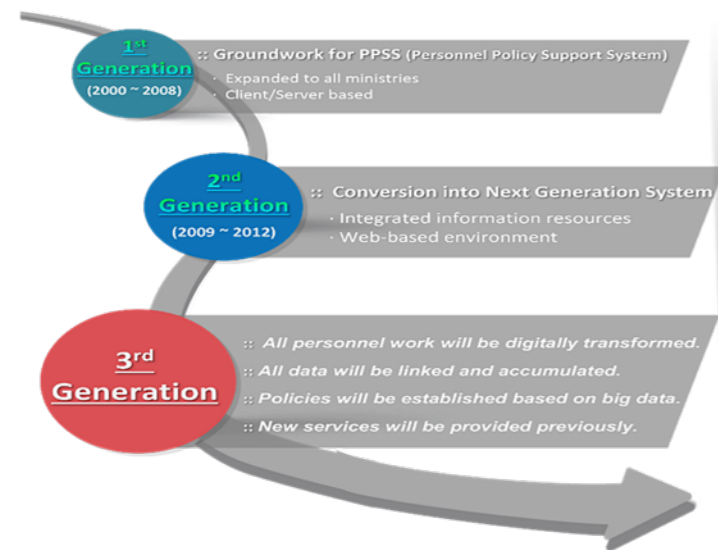 1st
Generation
(2000 ~ 2008)
:: Groundwork for PPSS (Personnel Policy Support System)
· Expanded to all ministries
· Client/Server based
2nd
Generation
(2009 ~ 2012)
:: Conversion into Next Generation System
· Integrated information resources
· Web-based environment
3rd
Generation
:: All personnel work will be digitally transformed.
:: All data will be linked and accumulated.
:: Policies will be established based on big data.
:: New services will be provided previously.